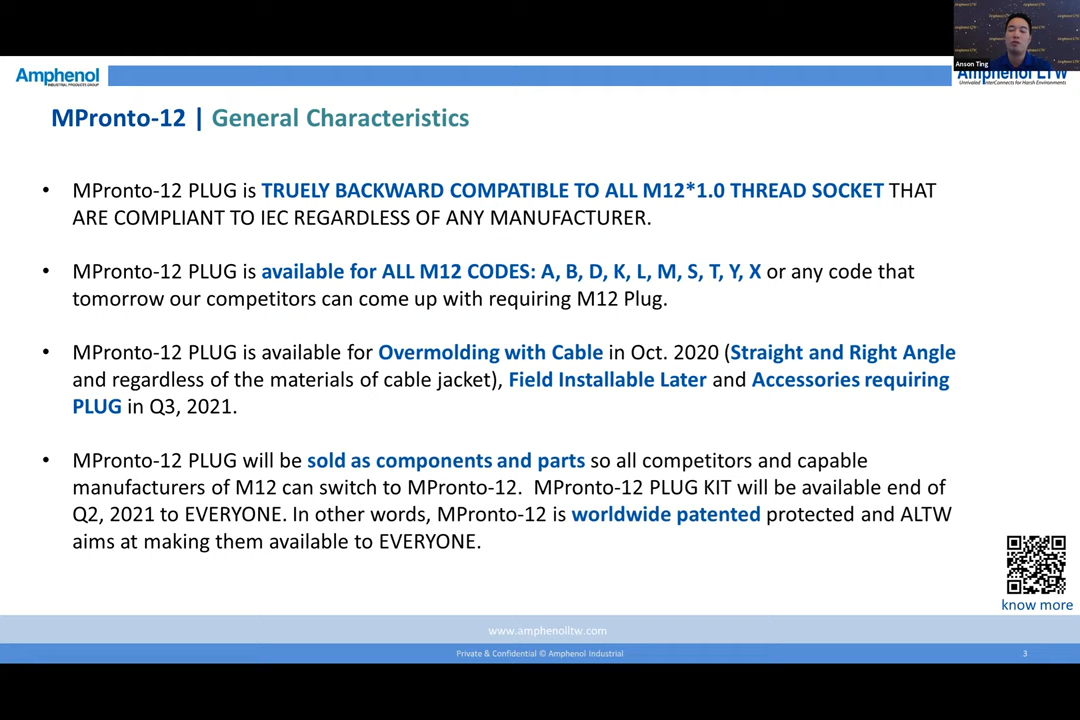 Amphenol
INDUSTRIAL PRODUCTS GROUP
Anson Ting
Amphenol LTW
Unrivaled InterConnects for Harsh Environments
MPronto-12 | General Characteristics
• MPronto-12 PLUG is TRUELY BACKWARD COMPATIBLE TO ALL M12*1.0 THREAD SOCKET THAT
ARE COMPLIANT TO IEC REGARDLESS OF ANY MANUFACTURER.
• MPronto-12 PLUG is available for ALL M12 CODES: A, B, D, K, L, M, S, T, Y, X or any code that
tomorrow our competitors can come up with requiring M12 Plug.
• MPronto-12 PLUG is available for Overmolding with Cable in Oct. 2020 (Straight and Right Angle
and regardless of the materials of cable jacket), Field Installable Later and Accessories requiring
PLUG in Q3, 2021.
• MPronto-12 PLUG will be sold as components and parts so all competitors and capable
manufacturers of M12 can switch to MPronto-12. MPronto-12 PLUG KIT will be available end of
Q2, 2021 to EVERYONE. In other words, MPronto-12 is worldwide patented protected and ALTW
aims at making them available to EVERYONE.
know more
www.amphenolltw.com
Private & Confidential © Amphenol Industrial
3